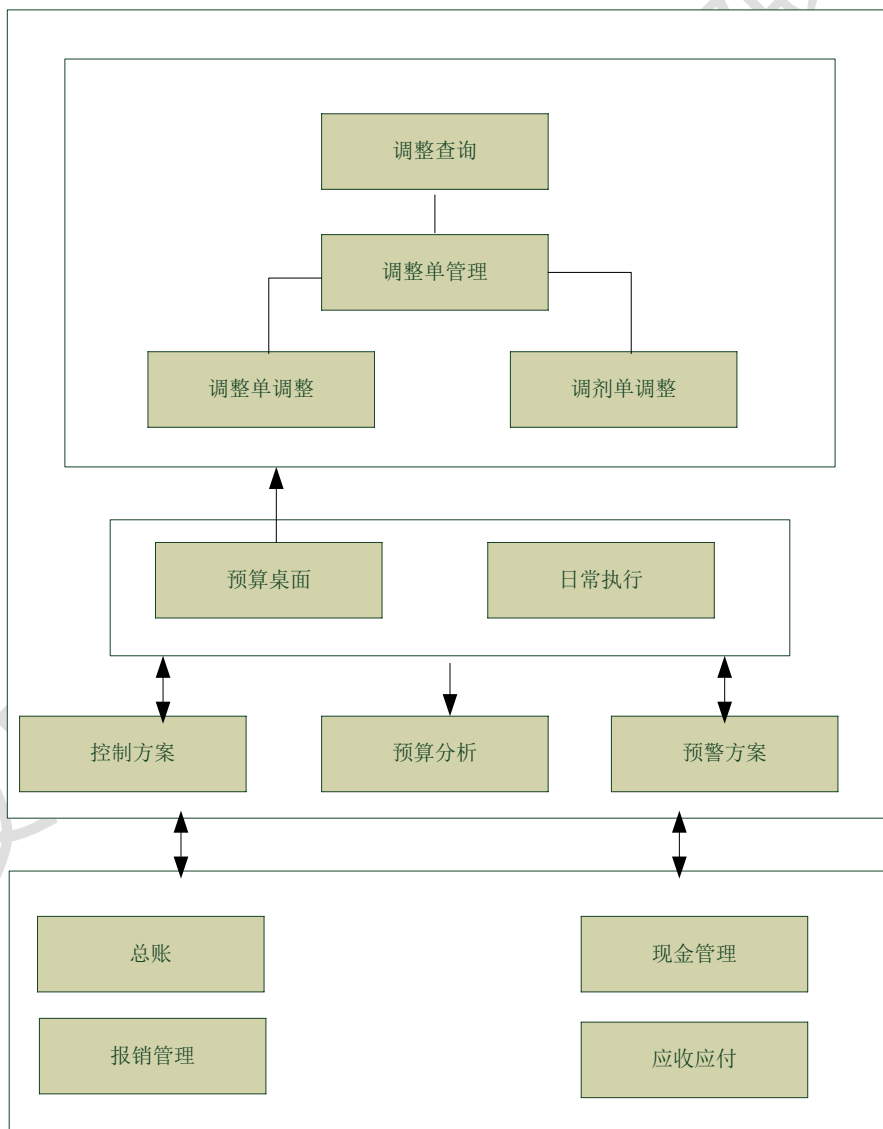 调整查询
调整单管理
调整单调整
调剂单调整
预算桌面
日常执行
控制方案
预算分析
预警方案
总账
现金管理
报销管理
应收应付